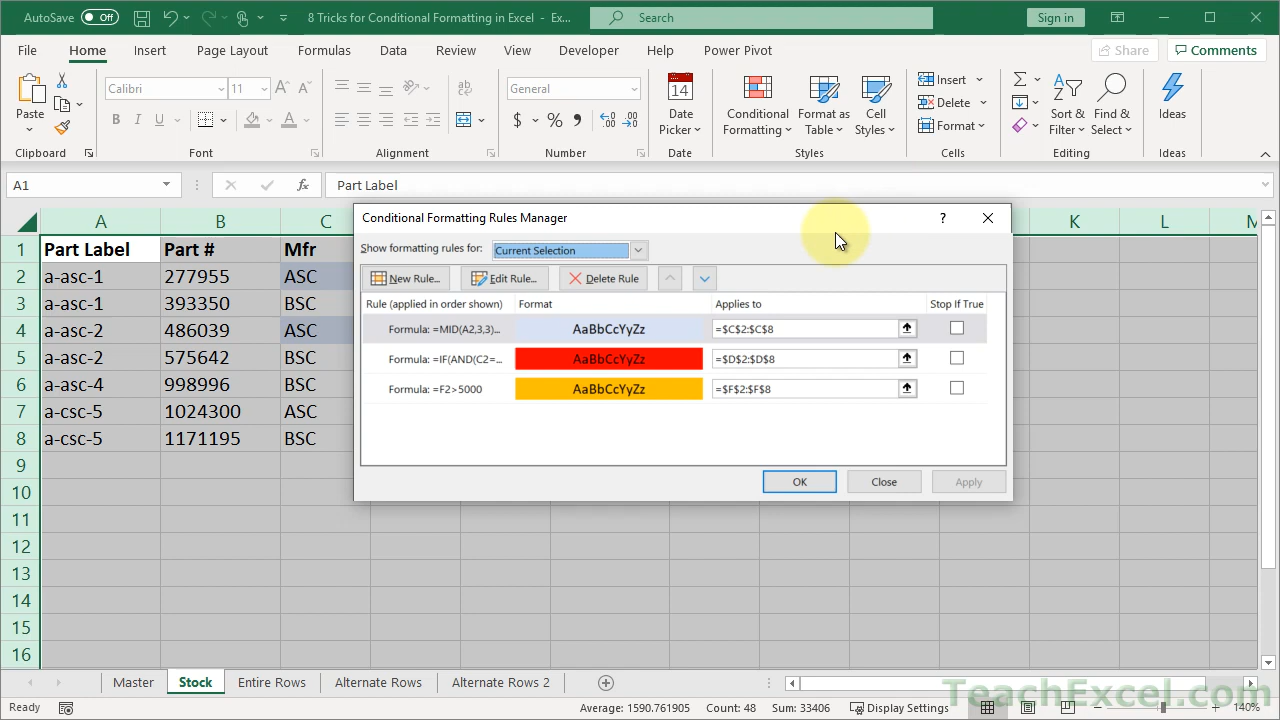 AutoSave Off 8 Tricks for Conditional Formatting in Excel - Ex... Search Sign in
File Home Insert Page Layout Formulas Data Review View Developer Help Power Pivot Share Comments
Calibri 11 A A ab General Insert Σ
Paste B I U A $ % , Date Picker Conditional Formatting Format as Table Cell Styles Delete Sort & Filter Find & Select Ideas
Format
Clipboard Font Alignment Number Date Styles Cells Editing Ideas
A1 fx Part Label
A B C K L M
Conditional Formatting Rules Manager ?
Show formatting rules for: Current Selection
New Rule... Edit Rule... Delete Rule
Rule (applied in order shown) Format Applies to Stop If True
Formula: =MID(A2,3,3)... AaBbCcYyZz =$C$2:$C$8
Formula: =IF(AND(C2=... AaBbCcYyZz =$D$2:$D$8
Formula: =F2>5000 AaBbCcYyZz =$F$2:$F$8
OK Close Apply
1 Part Label Part # Mfr
2 a-asc-1 277955 ASC
3 a-asc-1 393350 BSC
4 a-asc-2 486039 ASC
5 a-asc-2 575642 BSC
6 a-asc-4 998996 BSC
7 a-csc-5 1024300 ASC
8 a-csc-5 1171195 BSC
9
10
11
12
13
14
15
16
Master Stock Entire Rows Alternate Rows Alternate Rows 2
TeachExcel.com
Ready Average: 1590.761905 Count: 48 Sum: 33406 Display Settings 140%